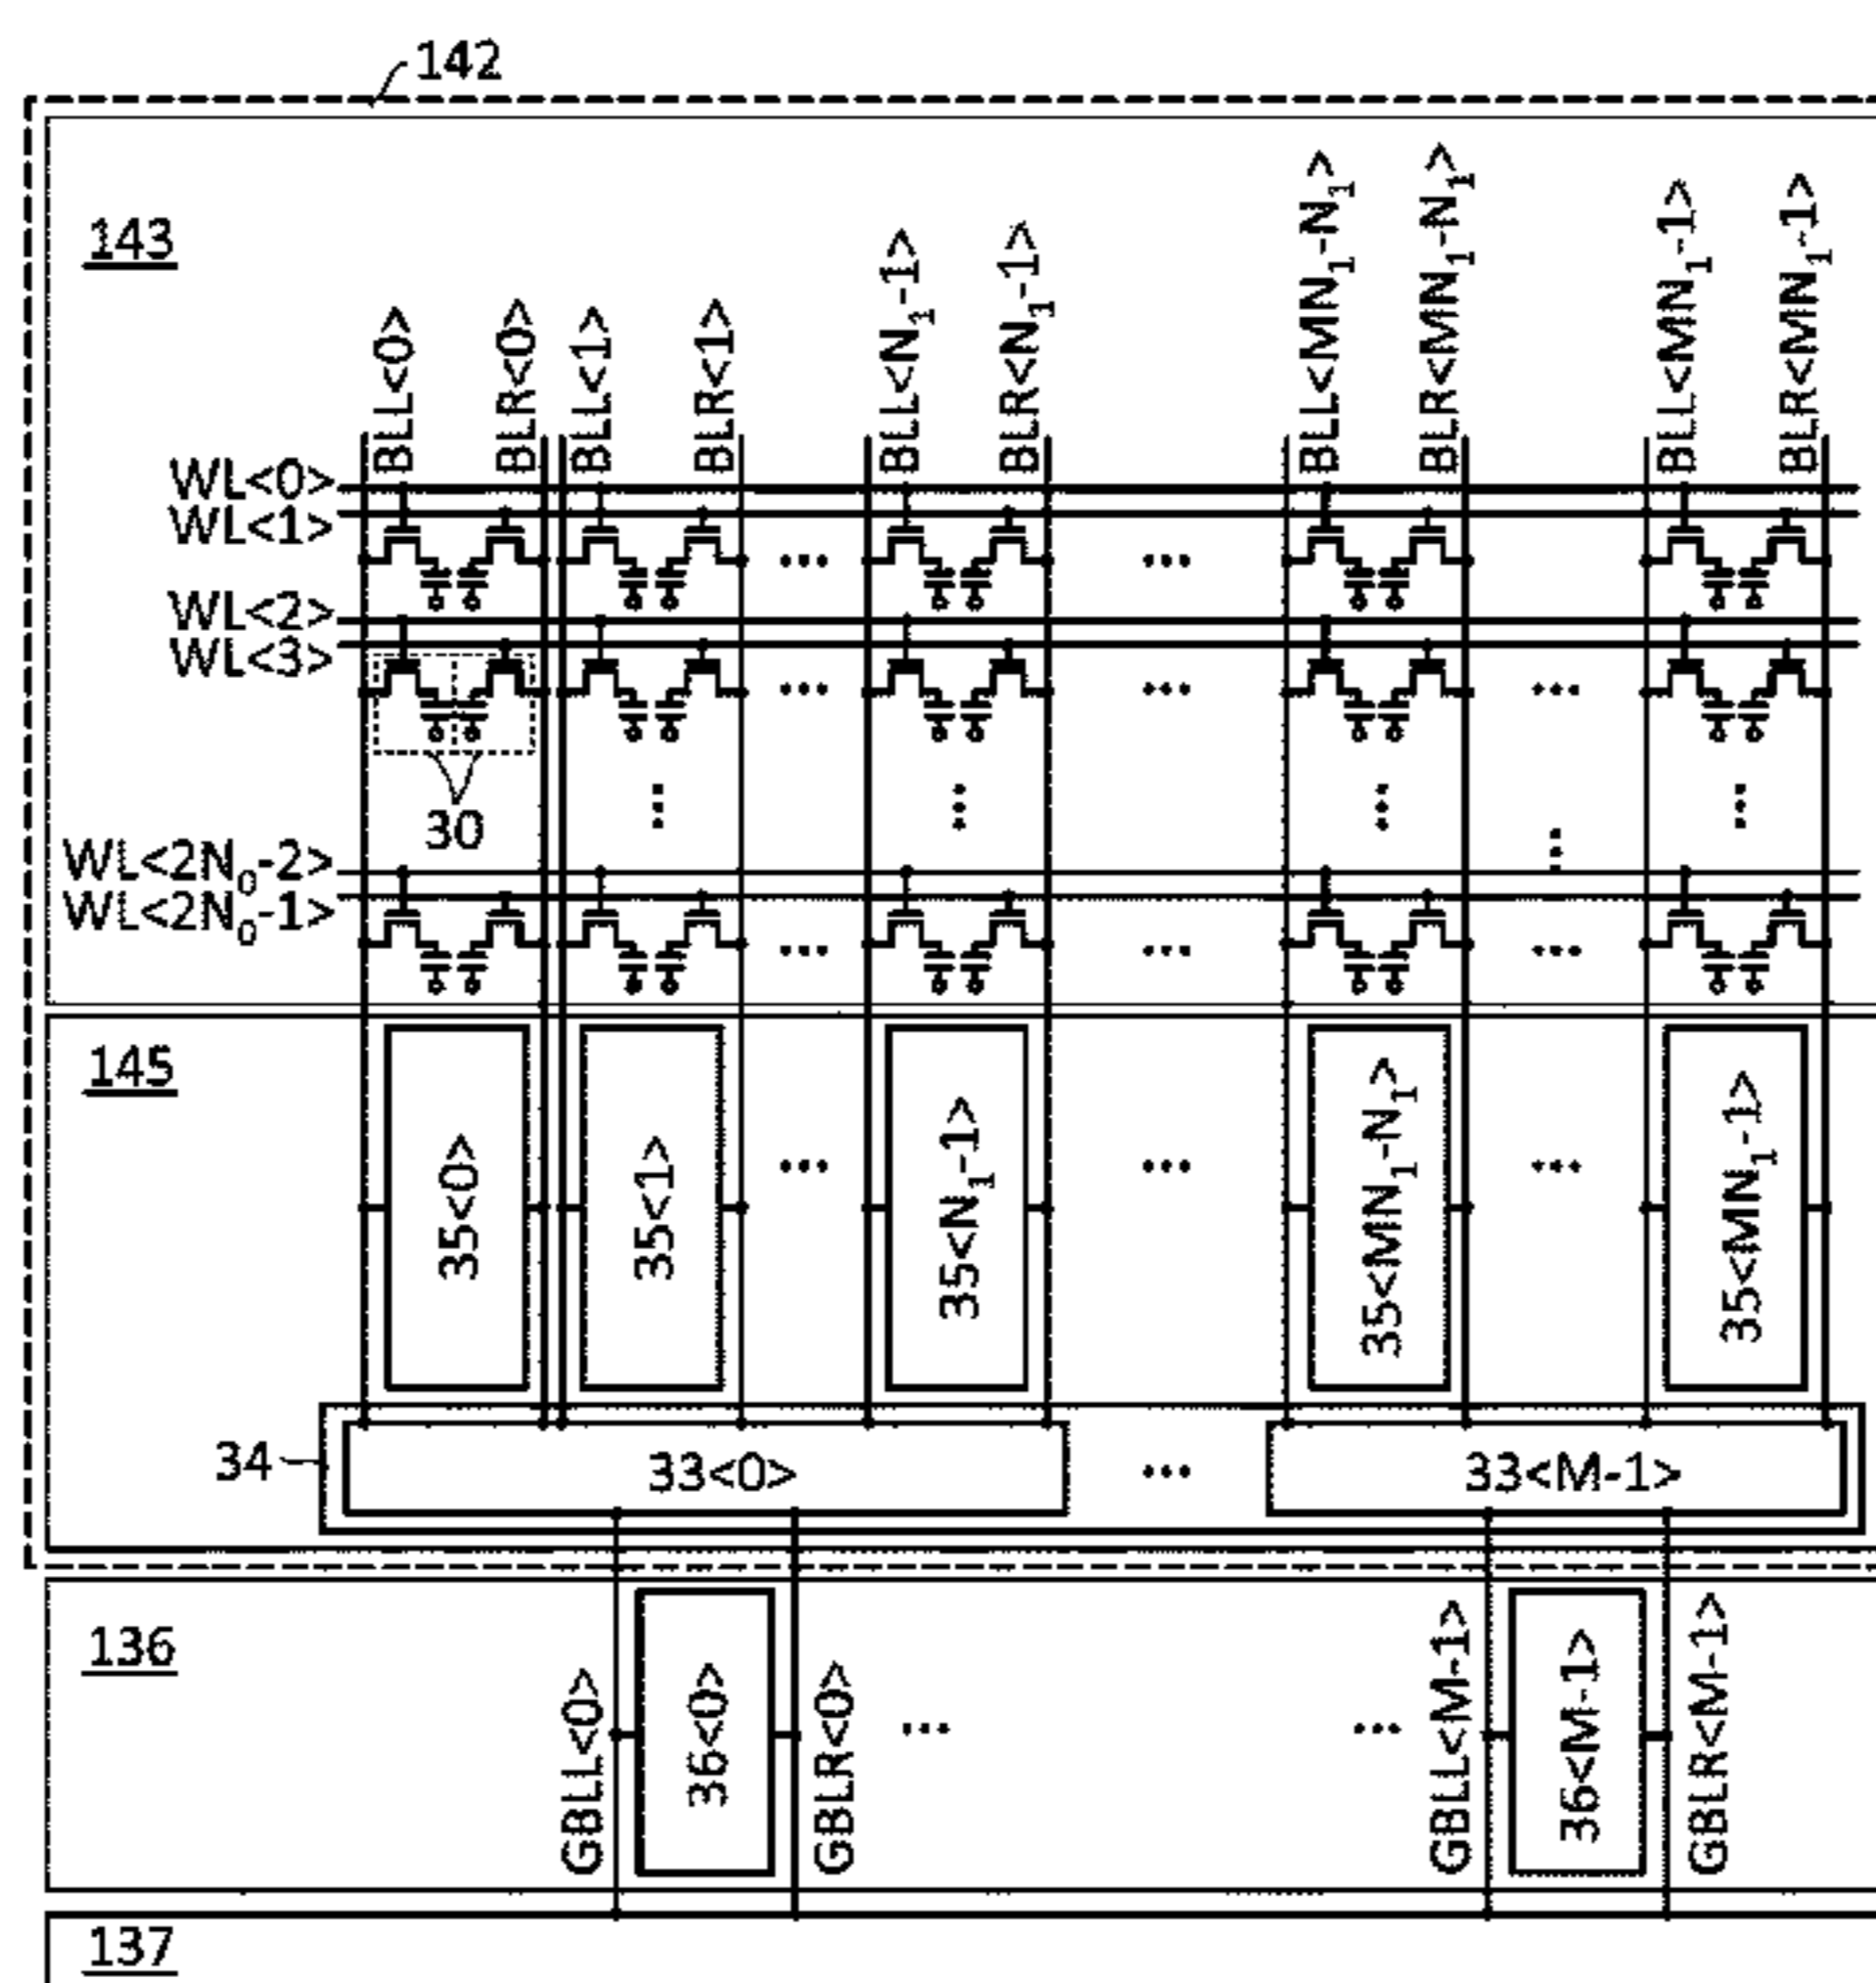 142
143
BLL<0>
BLR<0>
BLL<1>
BLR<1>
BLL<N₁-1>
BLR<N₁-1>
BLL<MN₁-N₁>
BLR<MN₁-N₁>
BLL<MN₁-1>
BLR<MN₁-1>
WL<0>
WL<1>
WL<2>
WL<3>
30
WL<2N₀-2>
WL<2N₀-1>
145
35<0>
35<1>
...
35<N₁-1>
...
35<MN₁-N₁>
...
35<MN₁-1>
34
33<0>
...
33<M-1>
136
GBLL<0>
36<0>
GBLR<0>
...
...
GBLL<M-1>
36<M-1>
GBLR<M-1>
137